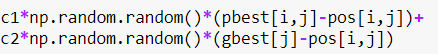 c1*np.random.random()*(pbest[i,j]-pos[i,j])+
c2*np.random.random()*(gbest[j]-pos[i,j])